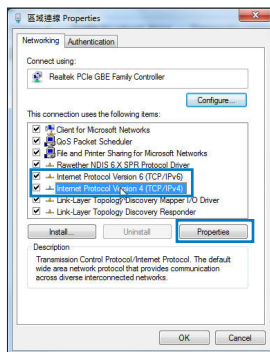 區域連線 Properties
Networking Authentication
Connect using:
Realtek PCIe GBE Family Controller
Configure...
This connection uses the following items:
Client for Microsoft Networks
QoS Packet Scheduler
File and Printer Sharing for Microsoft Networks
Rawether NDIS 6.X SPR Protocol Driver
Internet Protocol Version 6 (TCP/IPv6)
Internet Protocol Version 4 (TCP/IPv4)
Link-Layer Topology Discovery Mapper I/O Driver
Link-Layer Topology Discovery Responder
Install... Uninstall Properties
Description
Transmission Control Protocol/Internet Protocol. The default
wide area network protocol that provides communication
across diverse interconnected networks.
OK Cancel